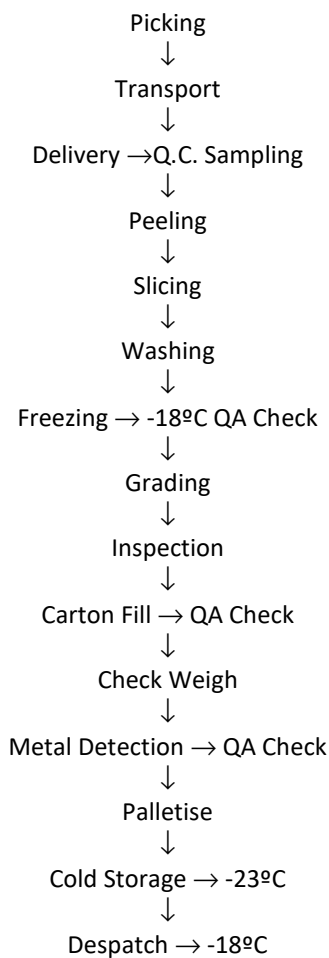 Picking
↓
Transport
↓
Delivery →Q.C. Sampling
↓
Peeling
↓
Slicing
↓
Washing
↓
Freezing → -18ºC QA Check
↓
Grading
↓
Inspection
↓
Carton Fill → QA Check
↓
Check Weigh
↓
Metal Detection → QA Check
↓
Palletise
↓
Cold Storage → -23ºC
↓
Despatch → -18ºC